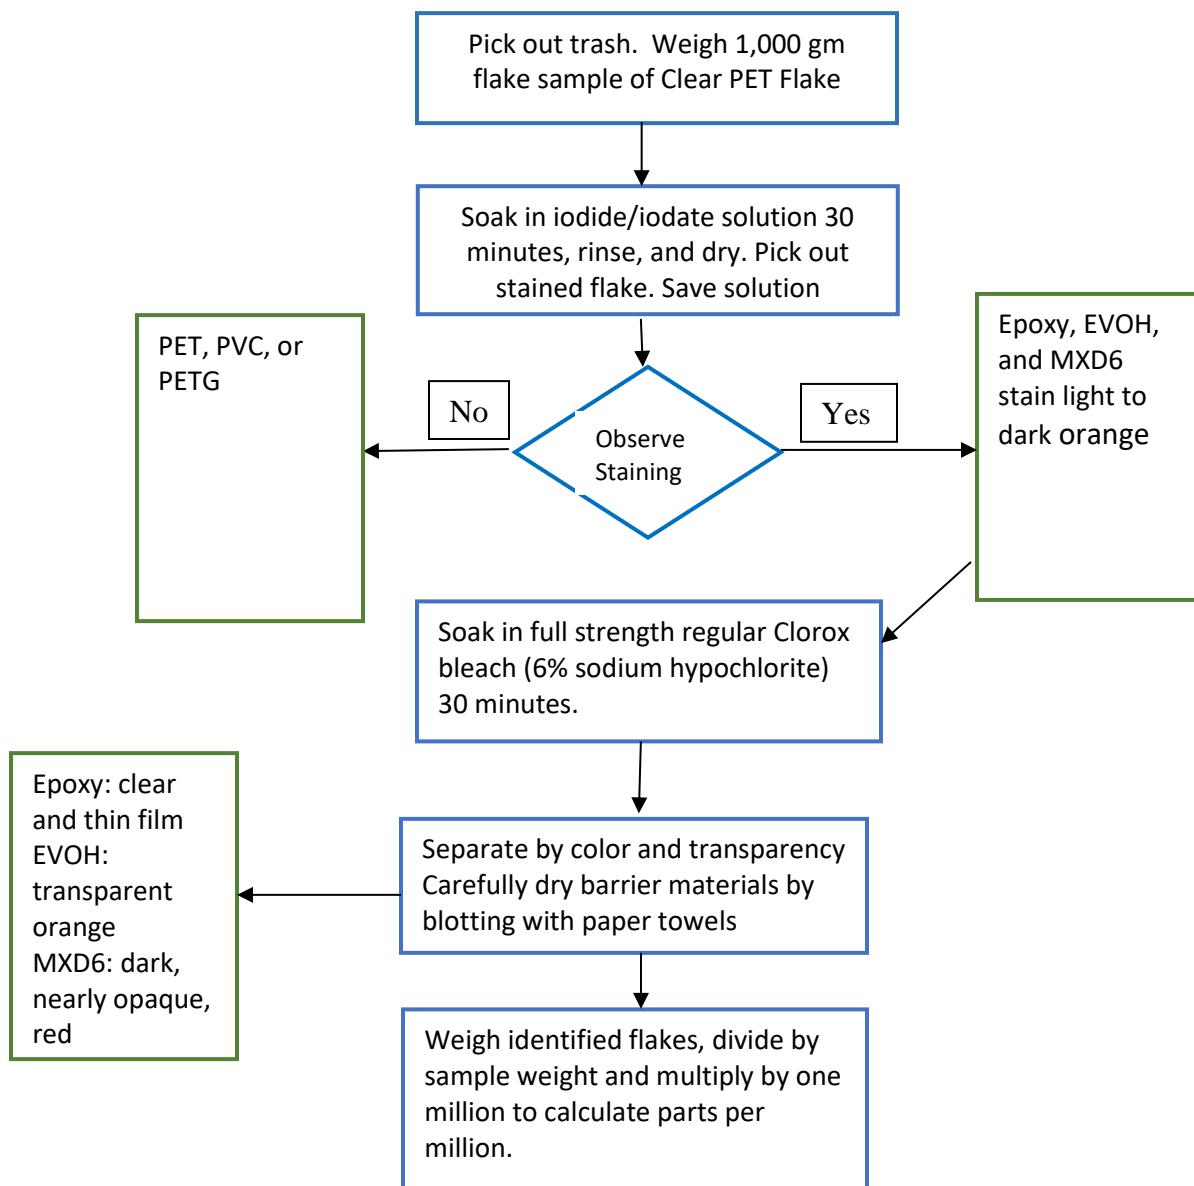 Pick out trash.  Weigh 1,000 gm
flake sample of Clear PET Flake
Soak in iodide/iodate solution 30
minutes, rinse, and dry. Pick out
stained flake. Save solution
PET, PVC, or
PETG
No
Observe
Staining
Yes
Epoxy, EVOH,
and MXD6
stain light to
dark orange
Soak in full strength regular Clorox
bleach (6% sodium hypochlorite)
30 minutes.
Epoxy: clear
and thin film
EVOH:
transparent
orange
MXD6: dark,
nearly opaque,
red
Separate by color and transparency
Carefully dry barrier materials by
blotting with paper towels
Weigh identified flakes, divide by
sample weight and multiply by one
million to calculate parts per
million.